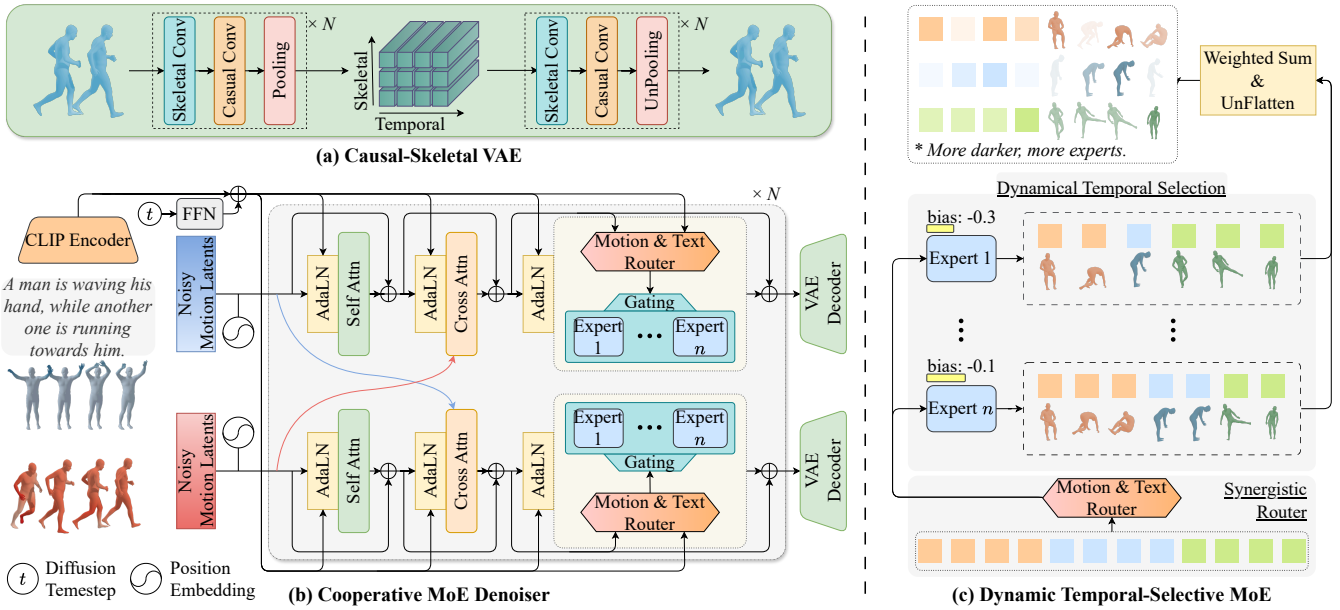 Skeletal Conv
Casual Conv
Pooling
× N
Skeletal
Temporal
Skeletal Conv
Casual Conv
UnPooling
× N
(a) Causal-Skeletal VAE
t
FFN
CLIP Encoder
A man is waving his
hand, while another
one is running
towards him.
Noisy
Motion Latents
AdaLN
Self Attn
AdaLN
Cross Attn
AdaLN
Motion & Text
Router
Gating
Expert
1
Expert
n
× N
VAE
Decoder
Noisy
Motion Latents
AdaLN
Self Attn
AdaLN
Cross Attn
AdaLN
Expert
1
Expert
n
Gating
Motion & Text
Router
VAE
Decoder
t
Diffusion
Temestep
Position
Embedding
(b) Cooperative MoE Denoiser
* More darker, more experts.
Weighted Sum
&
UnFlatten
Dynamical Temporal Selection
bias: -0.3
Expert 1
bias: -0.1
Expert n
Motion & Text
Router
Synergistic
Router
(c) Dynamic Temporal-Selective MoE